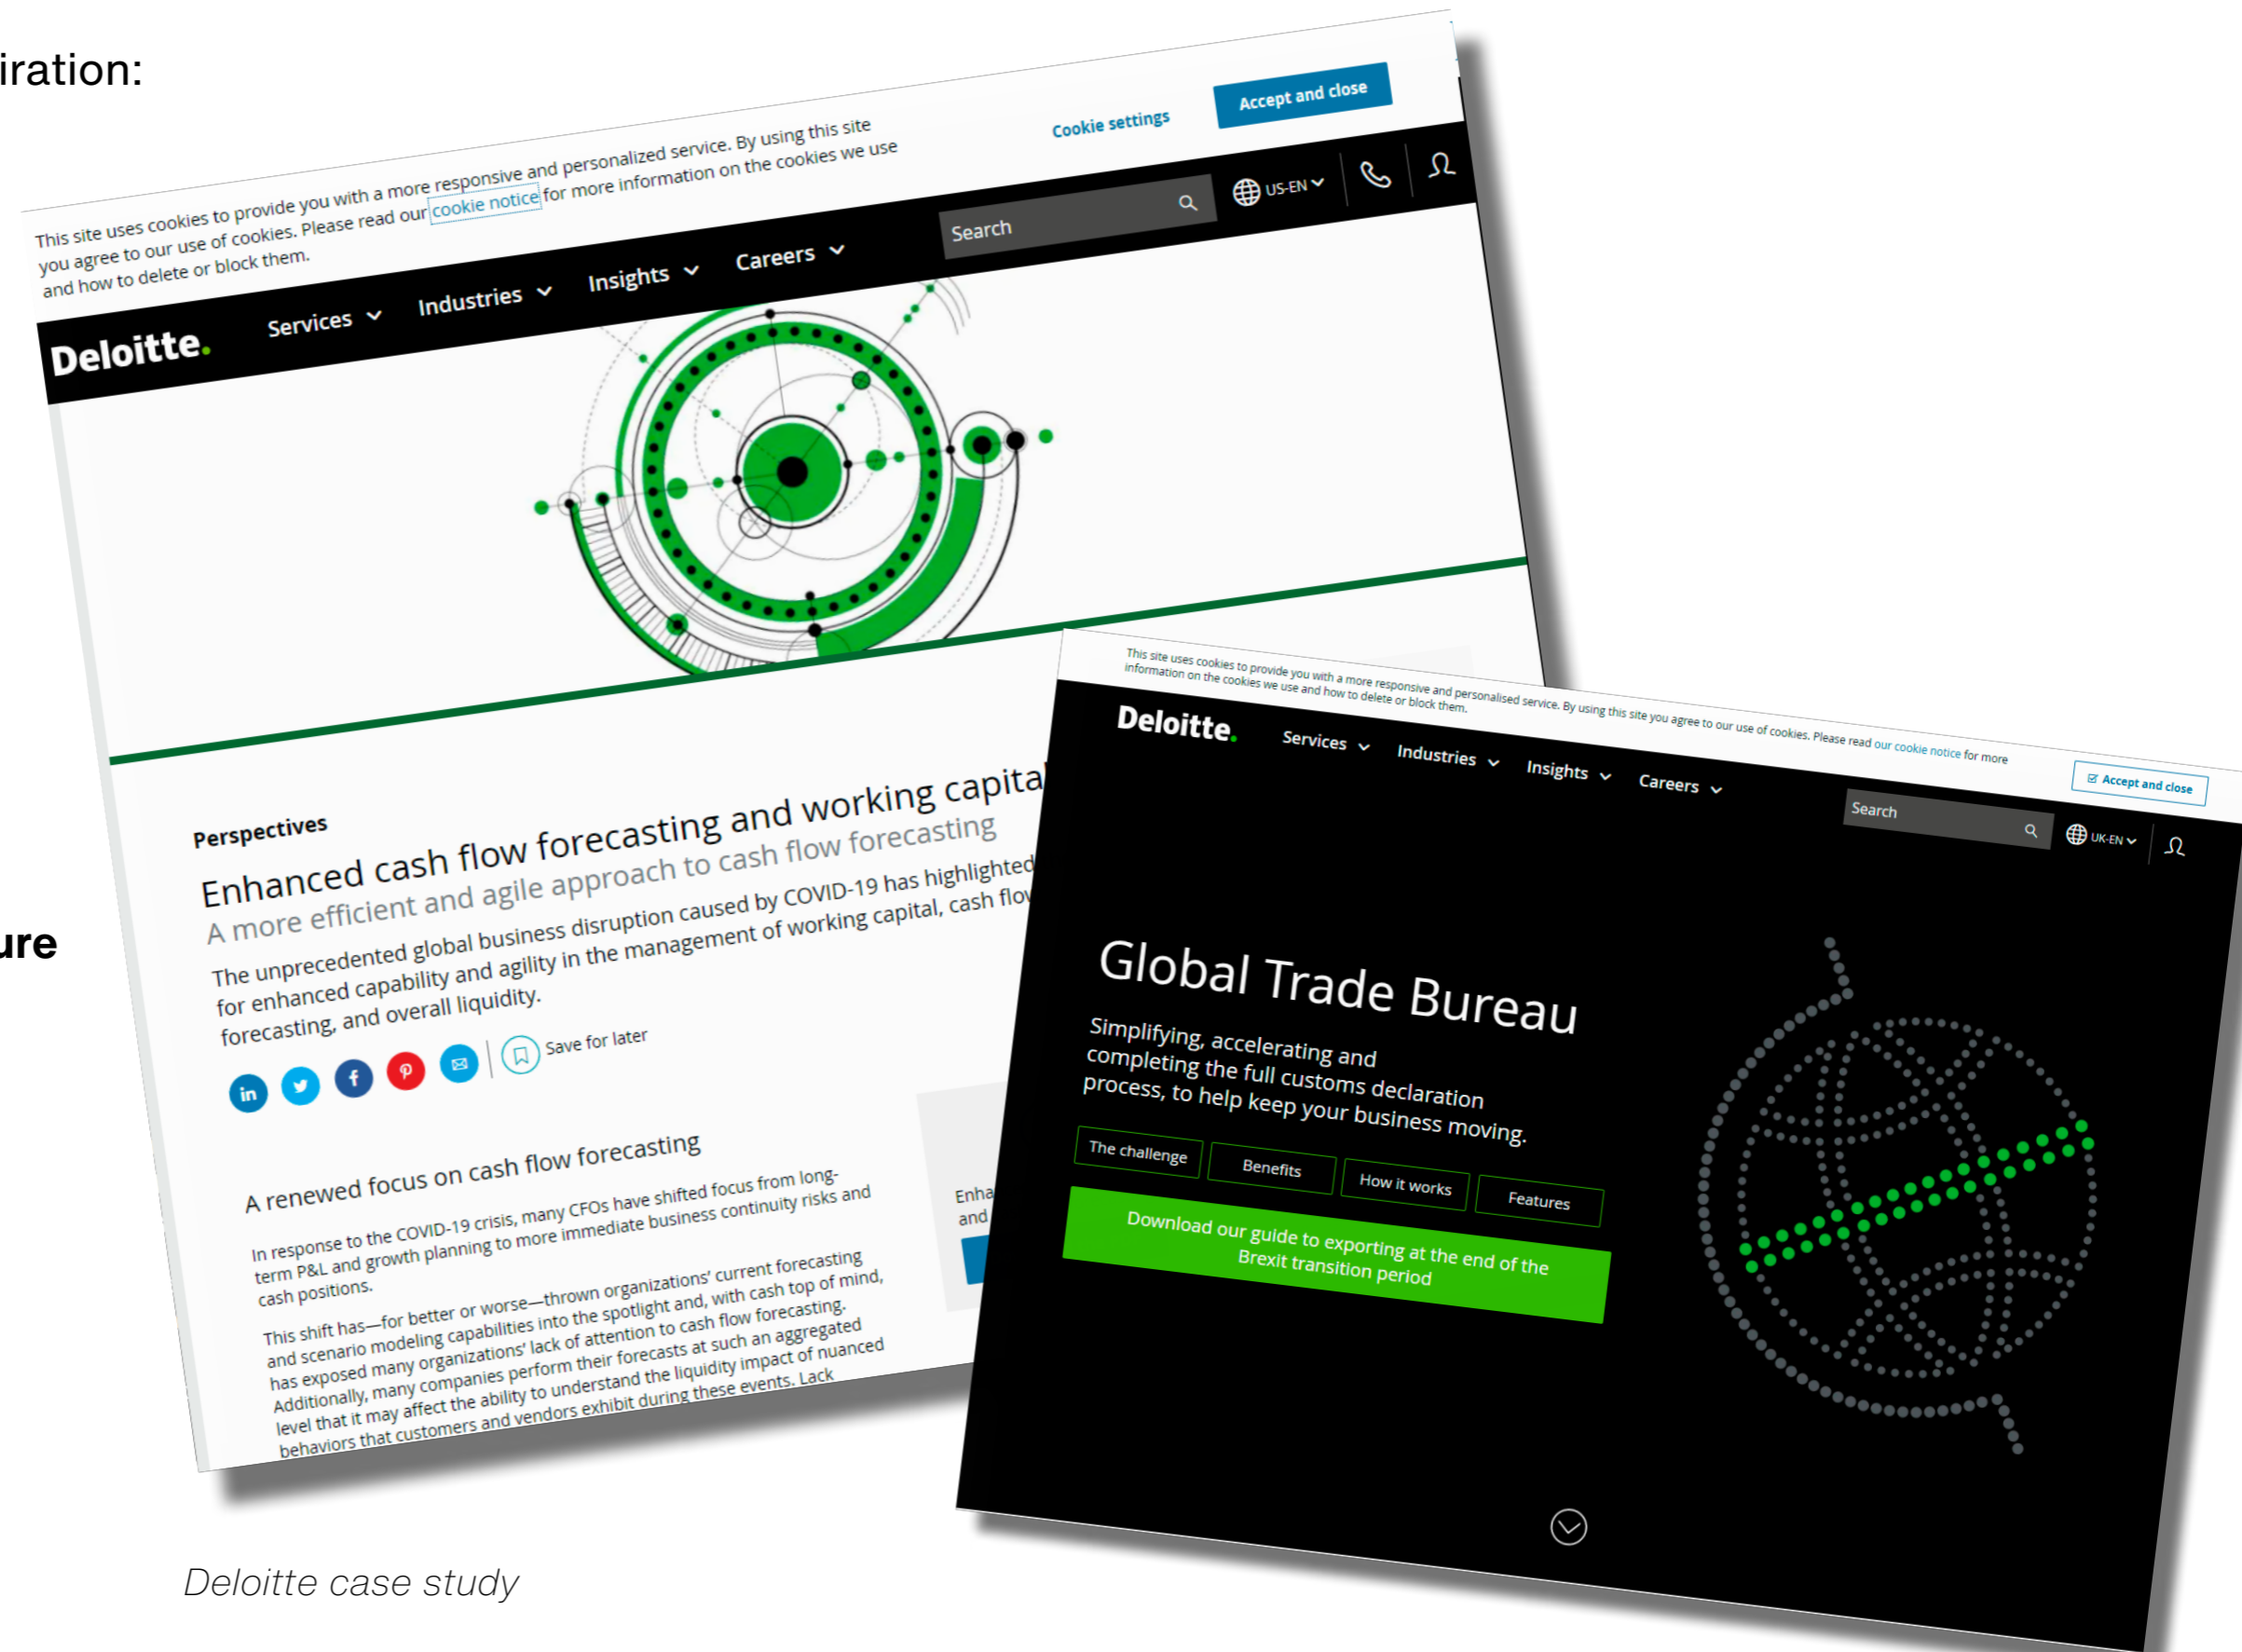 iration:
This site uses cookies to provide you with a more responsive and personalized service. By using this site
you agree to our use of cookies. Please read our cookie notice for more information on the cookies we use
and how to delete or block them.
Cookie settings
Accept and close
Deloitte.
Services
Industries
Insights
Careers
Search
US-EN
Perspectives
Enhanced cash flow forecasting and working capital
A more efficient and agile approach to cash flow forecasting
The unprecedented global business disruption caused by COVID-19 has highlighted
for enhanced capability and agility in the management of working capital, cash flow
forecasting, and overall liquidity.
in
f
Save for later
A renewed focus on cash flow forecasting
In response to the COVID-19 crisis, many CFOs have shifted focus from long-
term P&L and growth planning to more immediate business continuity risks and
cash positions.
This shift has—for better or worse—thrown organizations' current forecasting
and scenario modeling capabilities into the spotlight and, with cash top of mind,
has exposed many organizations' lack of attention to cash flow forecasting.
Additionally, many companies perform their forecasts at such an aggregated
level that it may affect the ability to understand the liquidity impact of nuanced
behaviors that customers and vendors exhibit during these events. Lack
Enha
and
ure
This site uses cookies to provide you with a more responsive and personalised service. By using this site you agree to our use of cookies. Please read our cookie notice for more
information on the cookies we use and how to delete or block them.
Accept and close
Deloitte.
Services
Industries
Insights
Careers
Search
UK-EN
Global Trade Bureau
Simplifying, accelerating and
completing the full customs declaration
process, to help keep your business moving.
The challenge
Benefits
How it works
Features
Download our guide to exporting at the end of the
Brexit transition period
Deloitte case study